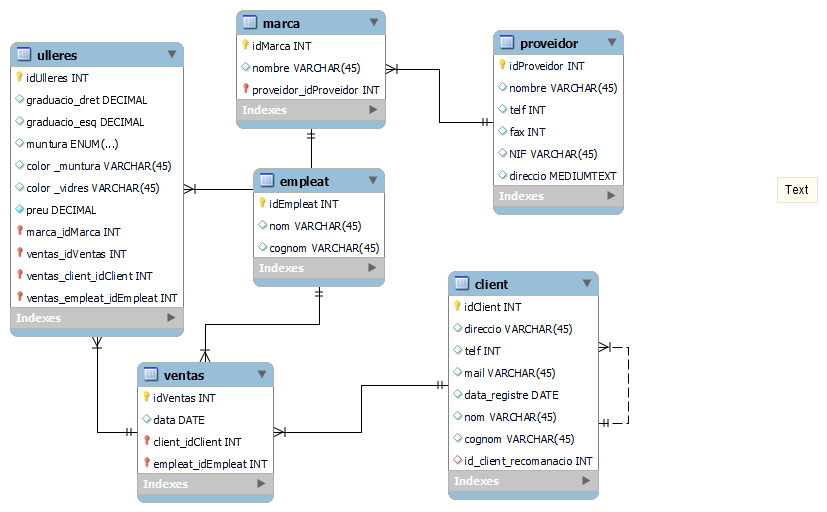 marca
idMarca INT
nombre VARCHAR(45)
proveidor_idProveidor INT
Indexes
proveidor
idProveidor INT
nombre VARCHAR(45)
telf INT
fax INT
NIF VARCHAR(45)
direccio MEDIUMTEXT
Indexes
ulleres
idUlleres INT
graduacio_dret DECIMAL
graduacio_esq DECIMAL
muntura ENUM(...)
color _muntura VARCHAR(45)
color _vidres VARCHAR(45)
preu DECIMAL
marca_idMarca INT
ventas_idVentas INT
ventas_client_idClient INT
ventas_empleat_idEmpleat INT
Indexes
empleat
idEmpleat INT
nom VARCHAR(45)
cognom VARCHAR(45)
Indexes
Text
client
idClient INT
direccio VARCHAR(45)
telf INT
mail VARCHAR(45)
data_registre DATE
nom VARCHAR(45)
cognom VARCHAR(45)
id_client_recomanacio INT
Indexes
ventas
idVentas INT
data DATE
client_idClient INT
empleat_idEmpleat INT
Indexes